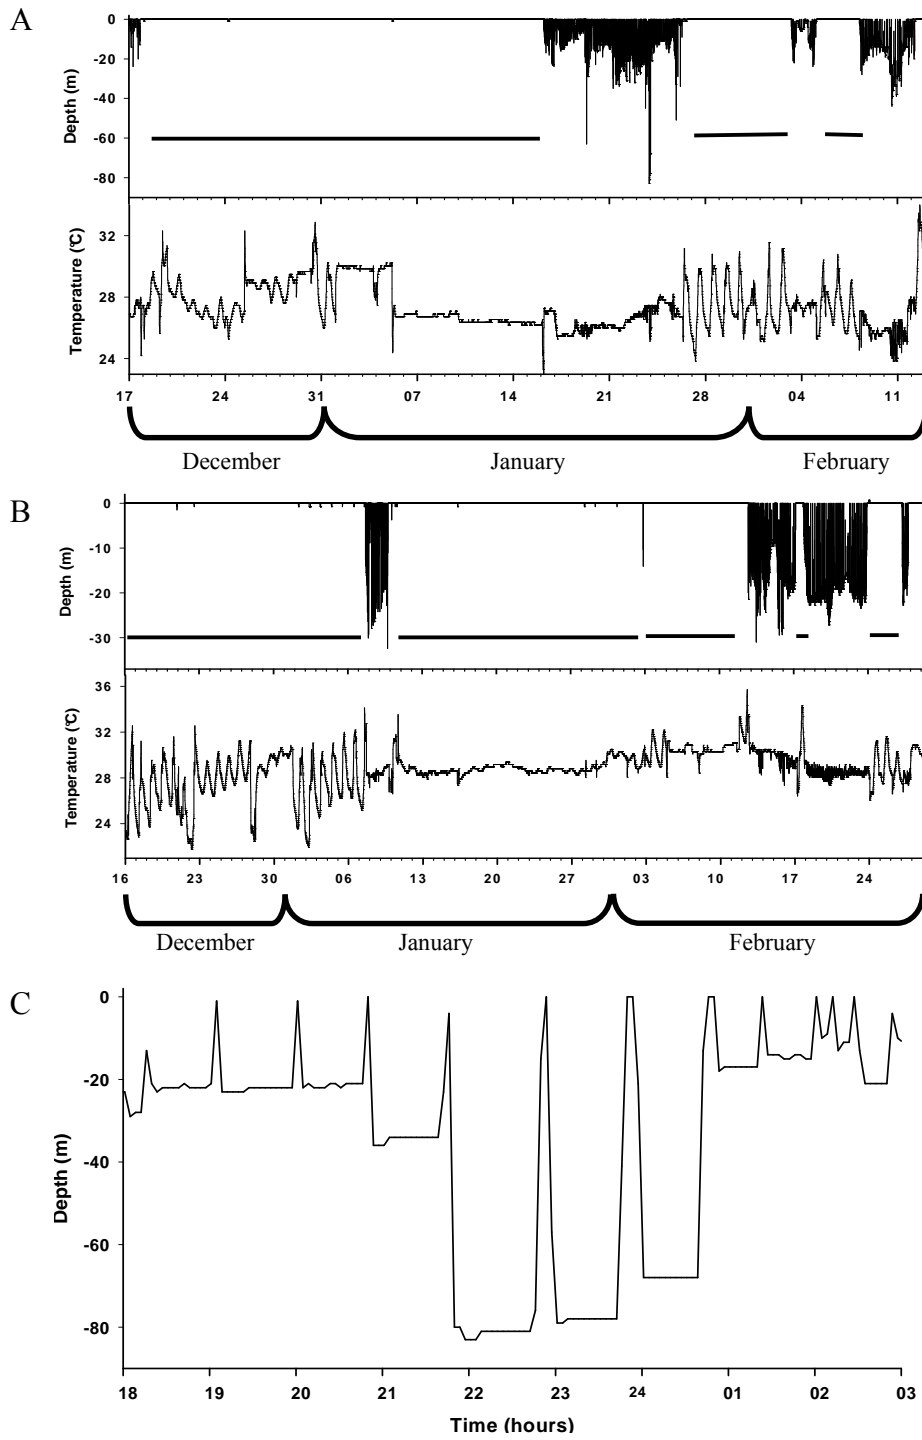 A
0
-20
-40
-60
-80
Depth (m)
32
28
24
Temperature (°C)
17 24 31 07 14 21 28 04 11
December January February
B
0
-10
-20
-30
Depth (m)
36
32
28
24
Temperature (°C)
16 23 30 06 13 20 27 03 10 17 24
December January February
C
0
-20
-40
-60
-80
Depth (m)
18 19 20 21 22 23 24 01 02 03
Time (hours)